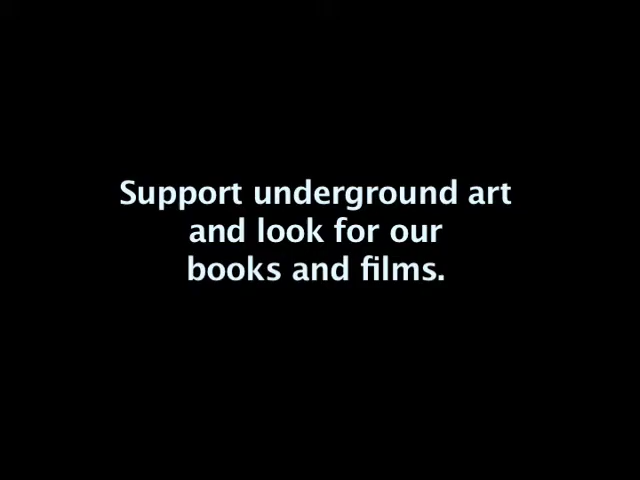 Support underground art
and look for our
books and films.